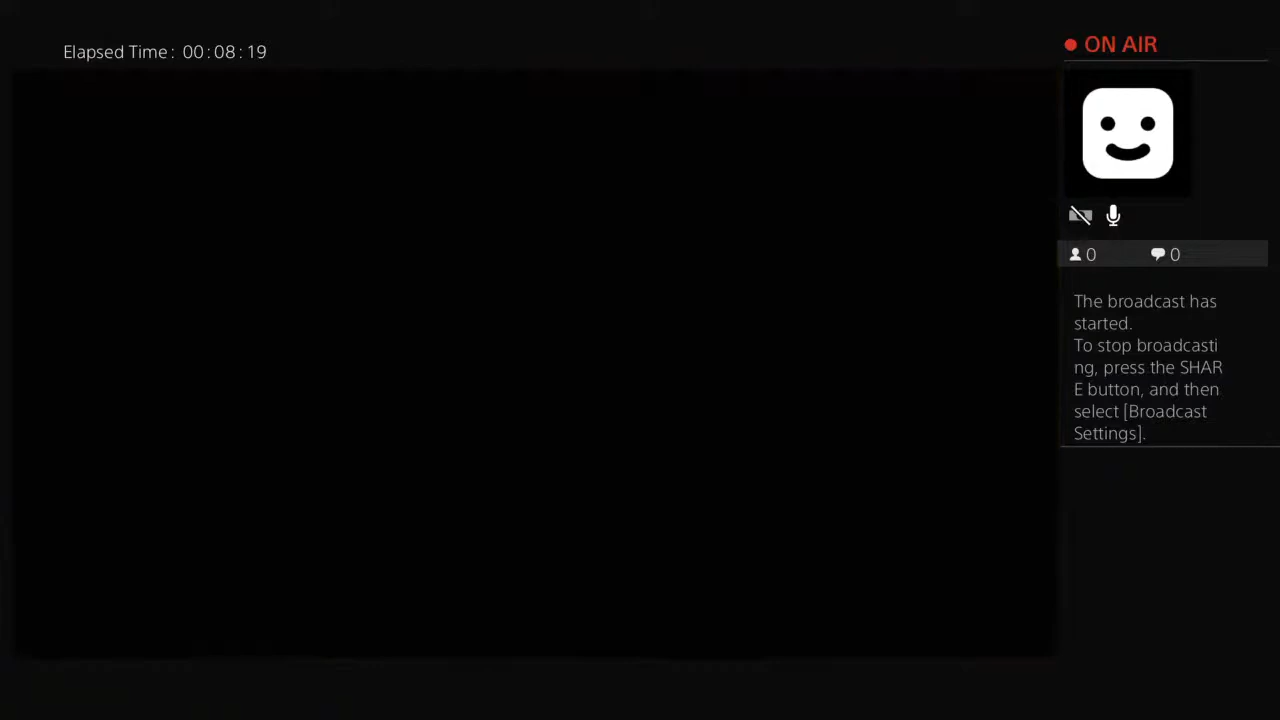 Elapsed Time: 00:08:19
ON AIR
0 0
The broadcast has
started.
To stop broadcasti
ng, press the SHAR
E button, and then
select [Broadcast
Settings].